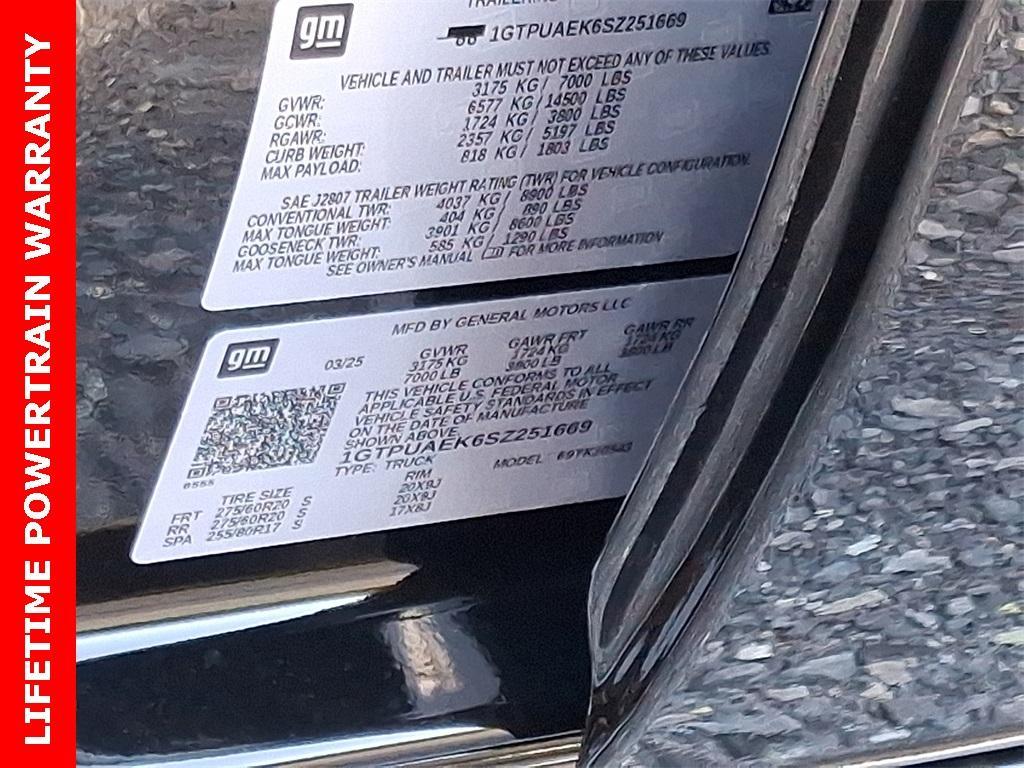 LIFETIME POWERTRAIN WARRANTY
gm
1GTPUAEK6SZ251669
VEHICLE AND TRAILER MUST NOT EXCEED ANY OF THESE VALUES.
GVWR: 3175 KG / 7000 LBS
GCWR: 6577 KG / 14500 LBS
RGAWR: 1724 KG / 3800 LBS
CURB WEIGHT: 2357 KG / 5197 LBS
MAX PAYLOAD: 818 KG / 1803 LBS
SAE J2807 TRAILER WEIGHT RATING (TWR) FOR VEHICLE CONFIGURATION.
CONVENTIONAL TWR: 4037 KG / 8900 LBS
MAX TONGUE WEIGHT: 404 KG / 890 LBS
GOOSENECK TWR: 3901 KG / 8600 LBS
MAX TONGUE WEIGHT: 585 KG / 1290 LBS
SEE OWNER'S MANUAL FOR MORE INFORMATION
MFD BY GENERAL MOTORS LLC
gm
03/25
GVWR GAWR FRT GAWR RR
3175 KG 1724 KG 1724 KG
7000 LB 3800 LB 3800 LB
THIS VEHICLE CONFORMS TO ALL
APPLICABLE U.S. FEDERAL MOTOR
VEHICLE SAFETY STANDARDS IN EFFECT
ON THE DATE OF MANUFACTURE
SHOWN ABOVE.
1GTPUAEK6SZ251669
TYPE: TRUCK MODEL:
6555
TIRE SIZE RIM
FRT 275/60R20 S 20X9J
RR 275/60R20 S 20X9J
SPA 255/80R17 S 17X8J